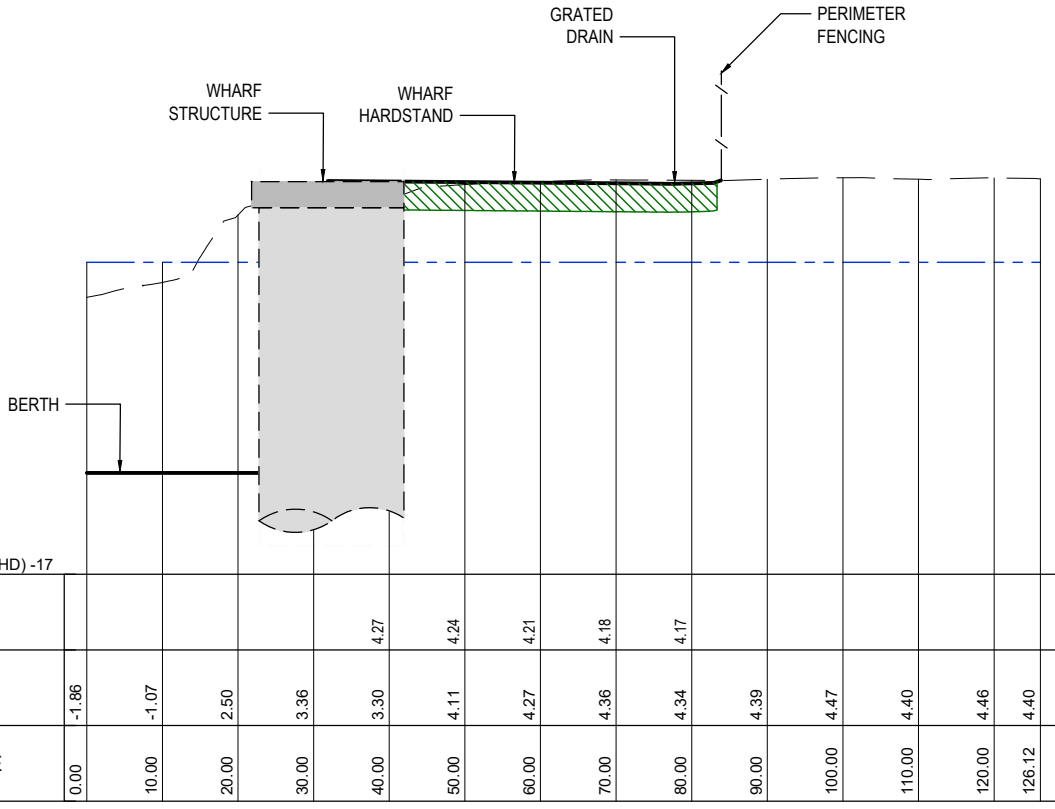 GRATED
DRAIN
PERIMETER
FENCING
WHARF
STRUCTURE
WHARF
HARDSTAND
BERTH
HD) -17
4.27 4.24 4.21 4.18 4.17
-1.86 -1.07 2.50 3.36 3.30 4.11 4.27 4.36 4.34 4.39 4.47 4.40 4.46 4.40
0.00 10.00 20.00 30.00 40.00 50.00 60.00 70.00 80.00 90.00 100.00 110.00 120.00 126.12